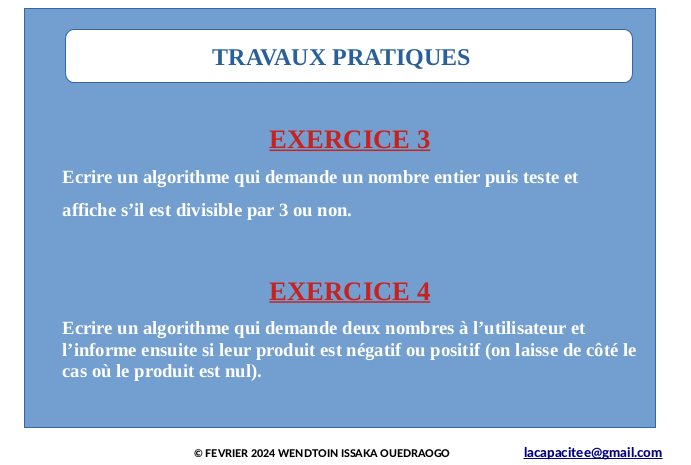 TRAVAUX PRATIQUES
EXERCICE 3
Ecrire un algorithme qui demande un nombre entier puis teste et
affiche s’il est divisible par 3 ou non.
EXERCICE 4
Ecrire un algorithme qui demande deux nombres à l’utilisateur et
l’informe ensuite si leur produit est négatif ou positif (on laisse de côté le
cas où le produit est nul).
© FEVRIER 2024 WENDTOIN ISSAKA OUEDRAOGO
lacapacitee@gmail.com